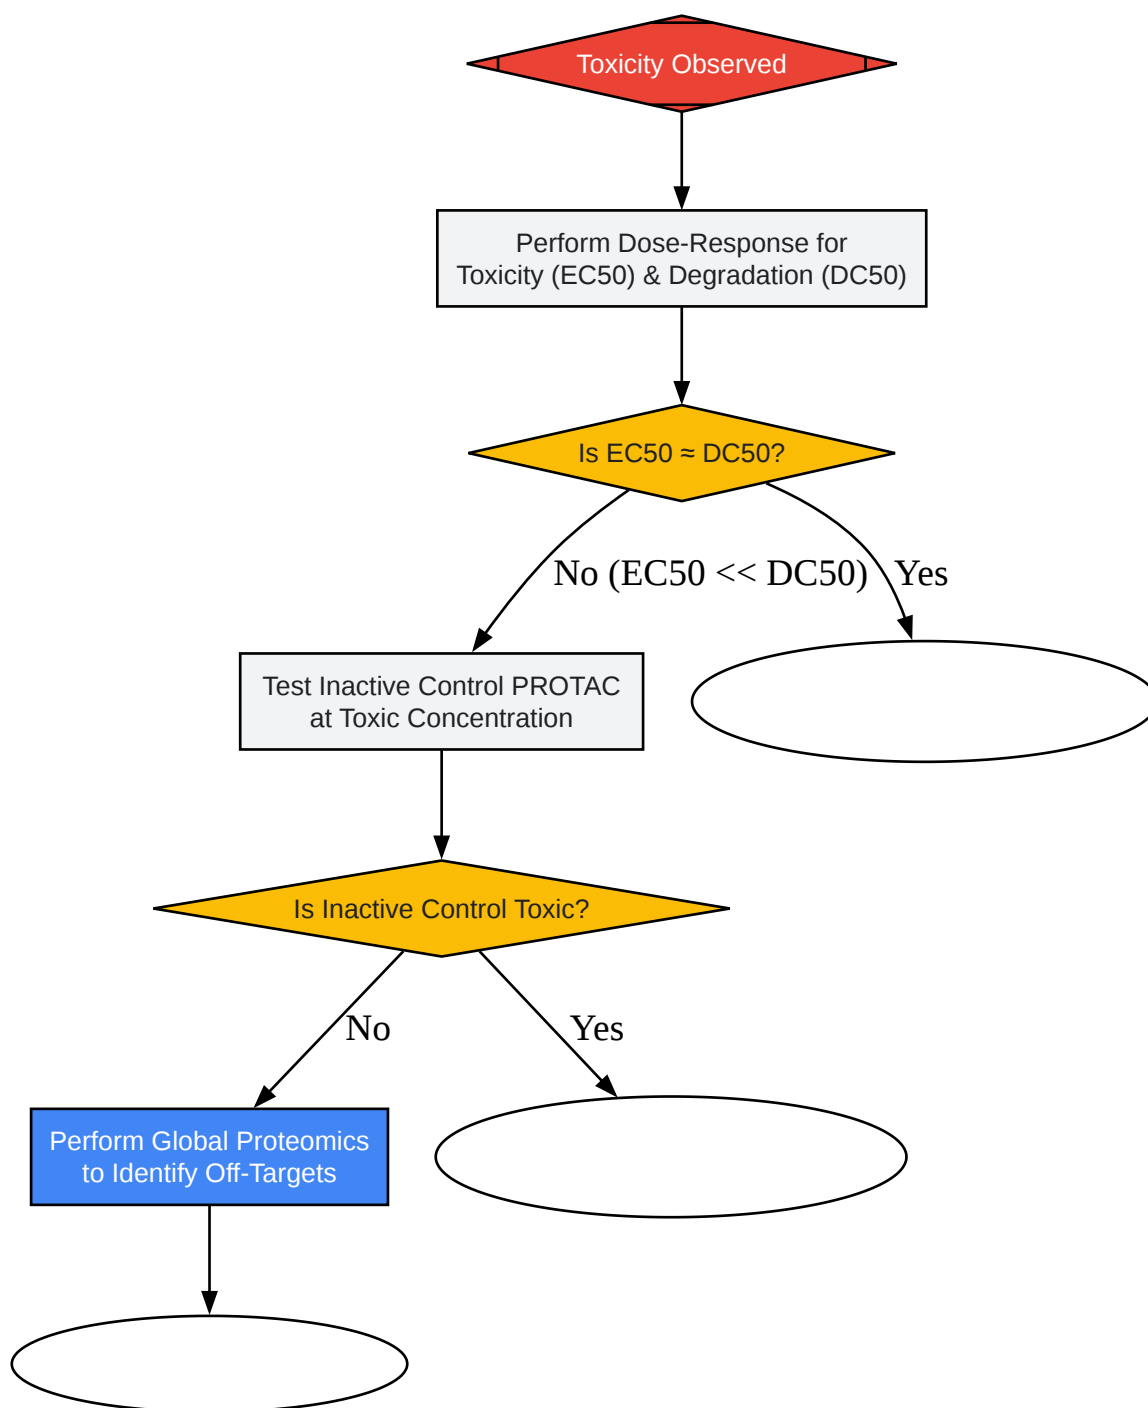 Toxicity Observed
Perform Dose-Response for
Toxicity (EC50) & Degradation (DC50)
Is EC50 ≈ DC50?
No (EC50 << DC50)
Yes
Test Inactive Control PROTAC
at Toxic Concentration
Is Inactive Control Toxic?
No
Yes
Perform Global Proteomics
to Identify Off-Targets